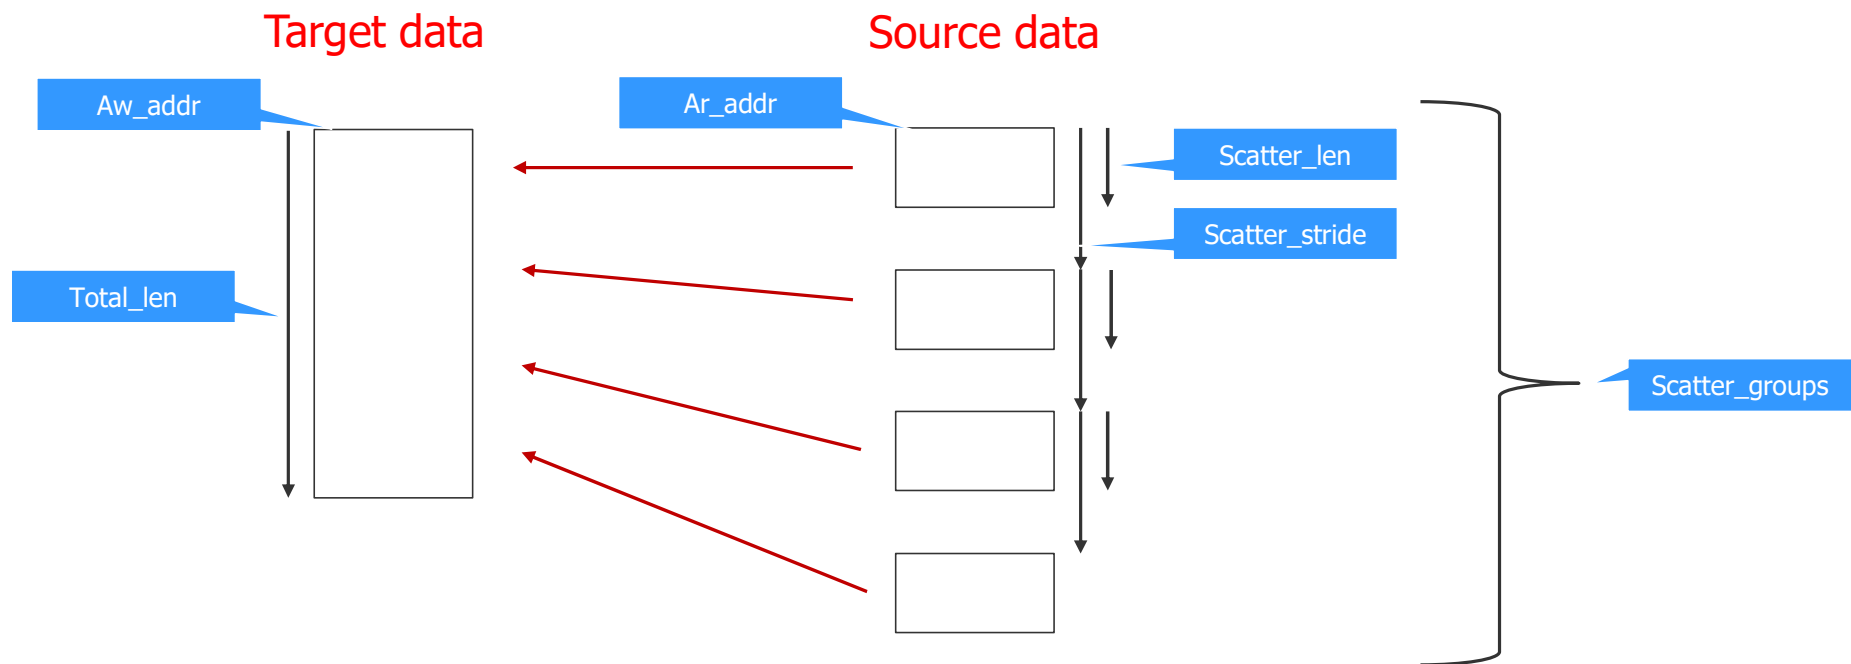 Target data
Source data
Aw_addr
Ar_addr
Scatter_len
Scatter_stride
Total_len
Scatter_groups